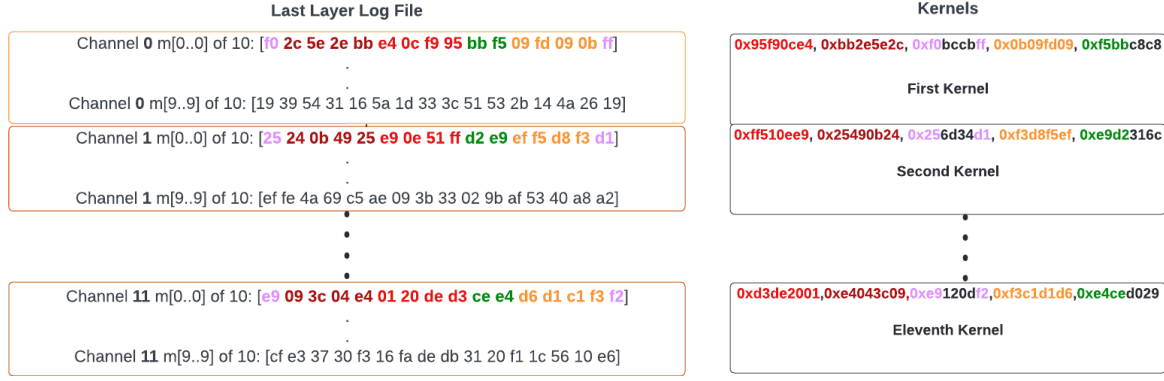 Last Layer Log File
Channel 0 m[0..0] of 10: [f0 2c 5e 2e bb e4 0c f9 95 bb f5 09 fd 09 0b ff]
.
.
Channel 0 m[9..9] of 10: [19 39 54 31 16 5a 1d 33 3c 51 53 2b 14 4a 26 19]
Channel 1 m[0..0] of 10: [25 24 0b 49 25 e9 0e 51 ff d2 e9 ef f5 d8 f3 d1]
.
.
Channel 1 m[9..9] of 10: [ef fe 4a 69 c5 ae 09 3b 33 02 9b af 53 40 a8 a2]
Channel 11 m[0..0] of 10: [e9 09 3c 04 e4 01 20 de d3 ce e4 d6 d1 c1 f3 f2]
.
.
Channel 11 m[9..9] of 10: [cf e3 37 30 f3 16 fa de db 31 20 f1 1c 56 10 e6]
Kernels
0x95f90ce4, 0xbb2e5e2c, 0xf0bccbff, 0x0b09fd09, 0xf5bbc8c8
First Kernel
0xff510ee9, 0x25490b24, 0x256d34d1, 0xf3d8f5ef, 0xe9d2316c
Second Kernel
0xd3de2001,0xe4043c09,0xe9120df2,0xf3c1d1d6,0xe4ced029
Eleventh Kernel